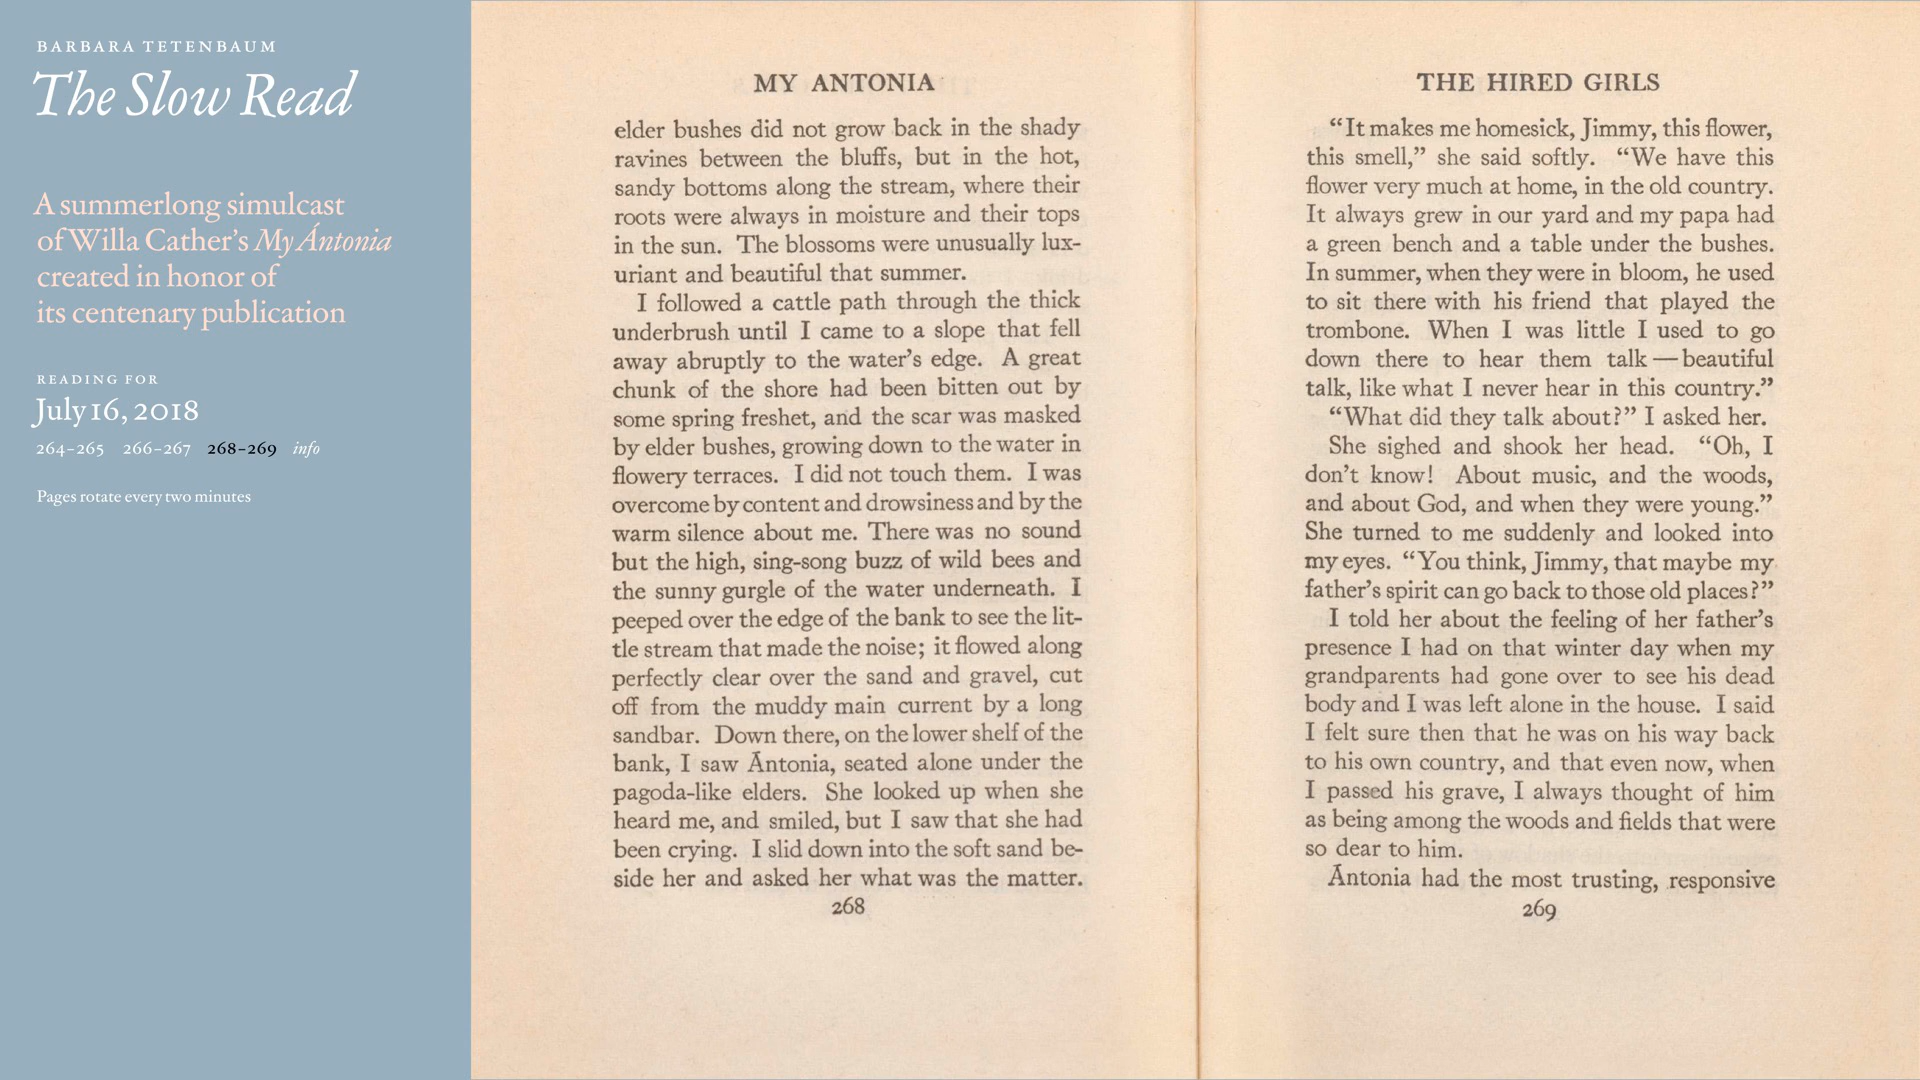 BARBARA TETENBAUM
The Slow Read
A summerlong simulcast
of Willa Cather's My Ántonia
created in honor of
its centenary publication
READING FOR
July 16, 2018
264–265 266–267 268–269 info
Pages rotate every two minutes
MY ANTONIA
elder bushes did not grow back in the shady
ravines between the bluffs, but in the hot,
sandy bottoms along the stream, where their
roots were always in moisture and their tops
in the sun. The blossoms were unusually lux-
uriant and beautiful that summer.
I followed a cattle path through the thick
underbrush until I came to a slope that fell
away abruptly to the water's edge. A great
chunk of the shore had been bitten out by
some spring freshet, and the scar was masked
by elder bushes, growing down to the water in
flowery terraces. I did not touch them. I was
overcome by content and drowsiness and by the
warm silence about me. There was no sound
but the high, sing-song buzz of wild bees and
the sunny gurgle of the water underneath. I
peeped over the edge of the bank to see the lit-
tle stream that made the noise; it flowed along
perfectly clear over the sand and gravel, cut
off from the muddy main current by a long
sandbar. Down there, on the lower shelf of the
bank, I saw Ántonia, seated alone under the
pagoda-like elders. She looked up when she
heard me, and smiled, but I saw that she had
been crying. I slid down into the soft sand be-
side her and asked her what was the matter.
268
THE HIRED GIRLS
“It makes me homesick, Jimmy, this flower,
this smell,” she said softly. “We have this
flower very much at home, in the old country.
It always grew in our yard and my papa had
a green bench and a table under the bushes.
In summer, when they were in bloom, he used
to sit there with his friend that played the
trombone. When I was little I used to go
down there to hear them talk — beautiful
talk, like what I never hear in this country.”
“What did they talk about?” I asked her.
She sighed and shook her head. “Oh, I
don't know! About music, and the woods,
and about God, and when they were young.”
She turned to me suddenly and looked into
my eyes. “You think, Jimmy, that maybe my
father's spirit can go back to those old places?”
I told her about the feeling of her father's
presence I had on that winter day when my
grandparents had gone over to see his dead
body and I was left alone in the house. I said
I felt sure then that he was on his way back
to his own country, and that even now, when
I passed his grave, I always thought of him
as being among the woods and fields that were
so dear to him.
Ántonia had the most trusting, responsive
269